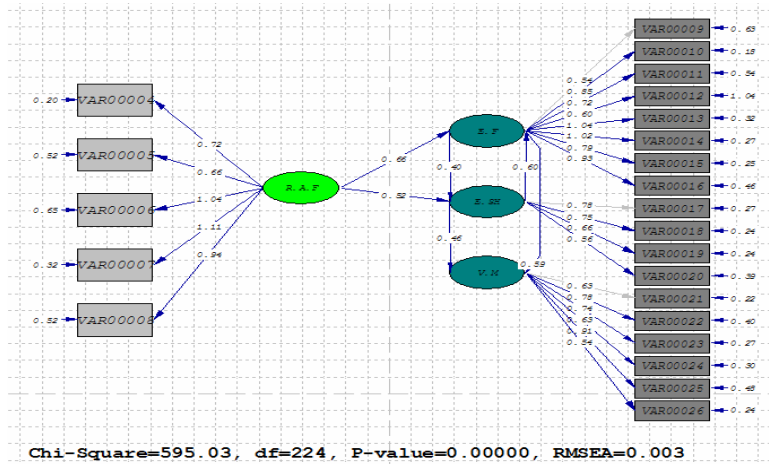 VAR00004
VAR00005
VAR00006
VAR00007
VAR00008
0.20
0.52
0.65
0.32
0.52
0.72
0.66
1.04
1.11
0.94
R.A.F
0.66
0.52
E.F
E.SH
V.M
0.40
0.60
0.46
0.59
0.54
0.85
0.72
0.60
1.04
1.02
0.79
0.93
0.78
0.75
0.66
0.56
0.63
0.78
0.74
0.63
0.91
0.54
VAR00009
VAR00010
VAR00011
VAR00012
VAR00013
VAR00014
VAR00015
VAR00016
VAR00017
VAR00018
VAR00019
VAR00020
VAR00021
VAR00022
VAR00023
VAR00024
VAR00025
VAR00026
0.63
0.18
0.54
1.04
0.32
0.27
0.25
0.46
0.27
0.24
0.24
0.39
0.22
0.40
0.27
0.30
0.48
0.24
Chi-Square=595.03, df=224, P-value=0.00000, RMSEA=0.003